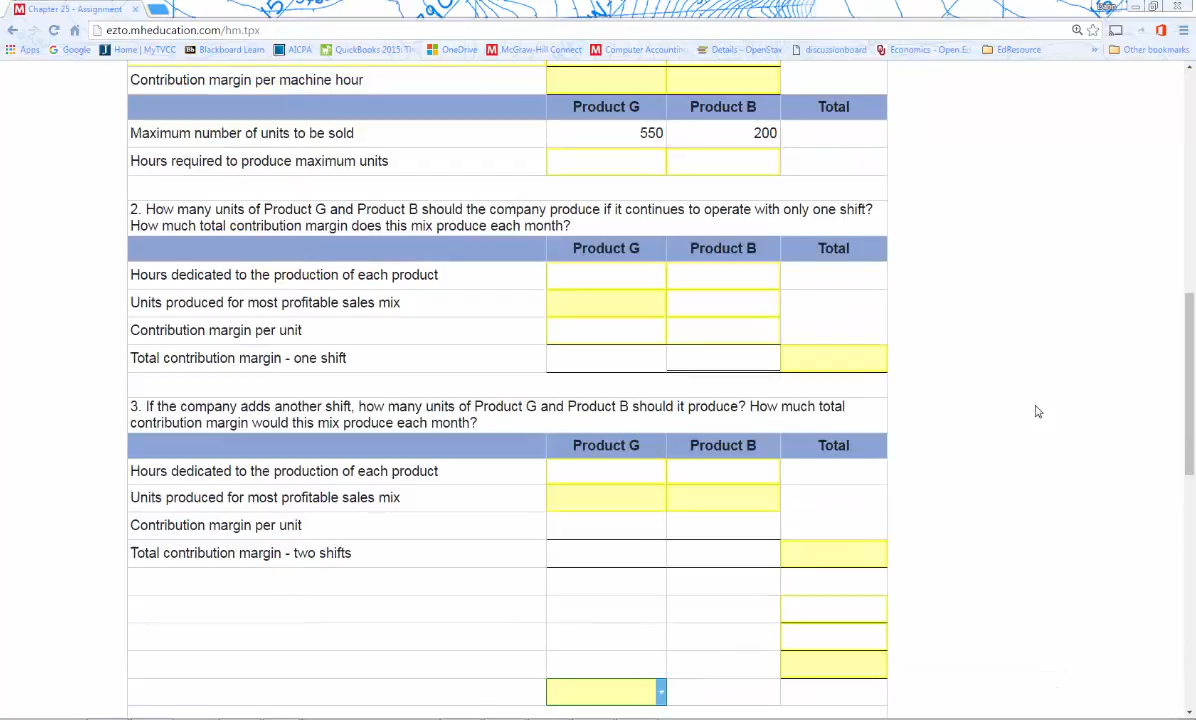 Chapter 25 - Assignment
ezto.mheducation.com/hm.tpx
Apps Google Home | MyTVCC Blackboard Learn AICPA QuickBooks 2015: Ti OneDrive McGraw-Hill Connect Computer Accountin Details - OpenStax discussionboard Economics - Open.E EdResource » Other bookmarks
Contribution margin per machine hour
Product G Product B Total
Maximum number of units to be sold 550 200
Hours required to produce maximum units
2. How many units of Product G and Product B should the company produce if it continues to operate with only one shift?
How much total contribution margin does this mix produce each month?
Product G Product B Total
Hours dedicated to the production of each product
Units produced for most profitable sales mix
Contribution margin per unit
Total contribution margin - one shift
3. If the company adds another shift, how many units of Product G and Product B should it produce? How much total
contribution margin would this mix produce each month?
Product G Product B Total
Hours dedicated to the production of each product
Units produced for most profitable sales mix
Contribution margin per unit
Total contribution margin - two shifts